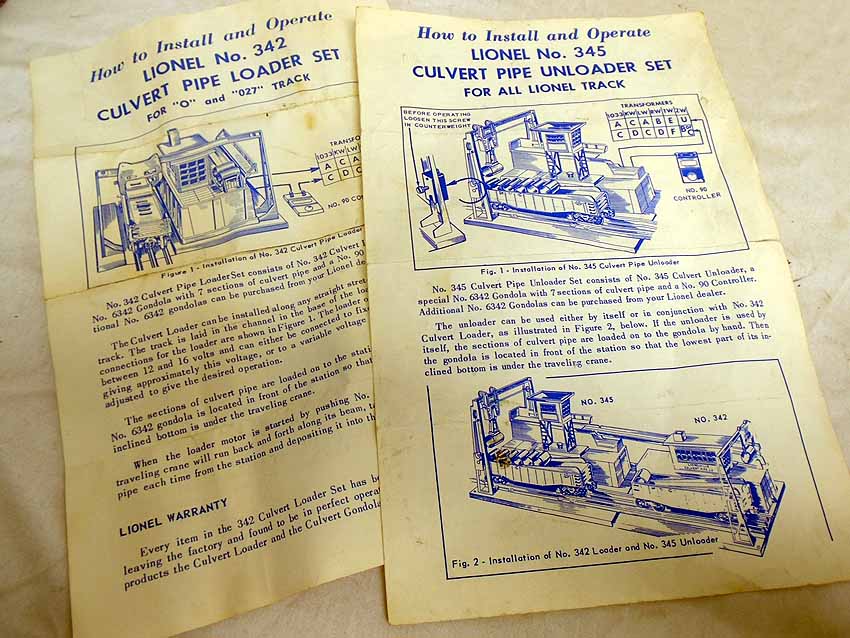 How to Install and Operate
LIONEL No. 342
CULVERT PIPE LOADER SET
FOR "O" and "027" TRACK
TRANSFO
1033 KW LW
A C A
C D C
NO. 90 CON
Figure 1 - Installation of No. 342 Culvert Pipe Loader
No. 342 Culvert Pipe Loader Set consists of No. 342 Culvert
No. 6342 Gondola with 7 sections of culvert pipe and a No. 90
tional No. 6342 gondolas can be purchased from your Lionel de
The Culvert Loader can be installed along any straight stre
track. The track is laid in the channel in the base of the loa
connections for the loader are shown in Figure 1. The loader o
between 12 and 16 volts and can either be connected to fixe
giving approximately this voltage, or to a variable voltage
adjusted to give the desired operation.
The sections of culvert pipe are loaded on to the stati
No. 6342 gondola is located in front of the station so that
inclined bottom is under the traveling crane.
When the loader motor is started by pushing No.
traveling crane will run back and forth along its beam, t
pipe each time from the station and depositing it into th
LIONEL WARRANTY
Every item in the 342 Culvert Loader Set has b
leaving the factory and found to be in perfect opera
products the Culvert Loader and the Culvert Gondola
How to Install and Operate
LIONEL No. 345
CULVERT PIPE UNLOADER SET
FOR ALL LIONEL TRACK
BEFORE OPERATING
LOOSEN THIS SCREW
IN COUNTERWEIGHT
TRANSFORMERS
1033 KW LW RW TW ZW
A C A B E U
C D C D F
NO. 90
CONTROLLER
Fig. 1 - Installation of No. 345 Culvert Pipe Unloader
No. 345 Culvert Pipe Unloader Set consists of No. 345 Culvert Unloader, a
special No. 6342 Gondola with 7 sections of culvert pipe and a No. 90 Controller.
Additional No. 6342 Gondolas can be purchased from your Lionel dealer.
The unloader can be used either by itself or in conjunction with No. 342
Culvert Loader, as illustrated in Figure 2, below. If the unloader is used by
itself, the sections of culvert pipe are loaded on to the gondola by hand. Then
the gondola is located in front of the station so that the lowest part of its in-
clined bottom is under the traveling crane.
NO. 345
NO. 342
Fig. 2 - Installation of No. 342 Loader and No. 345 Unloader